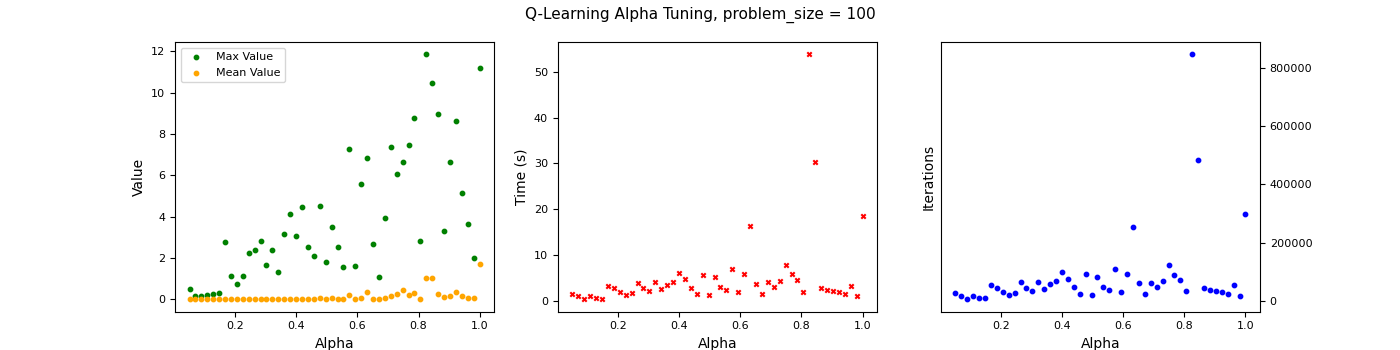 Q-Learning Alpha Tuning, problem_size = 100
Max Value
Mean Value
12
10
8
6
4
2
0
Value
0.2 0.4 0.6 0.8 1.0
Alpha
50
40
30
20
10
0
Time (s)
0.2 0.4 0.6 0.8 1.0
Alpha
Iterations
800000
600000
400000
200000
0
0.2 0.4 0.6 0.8 1.0
Alpha